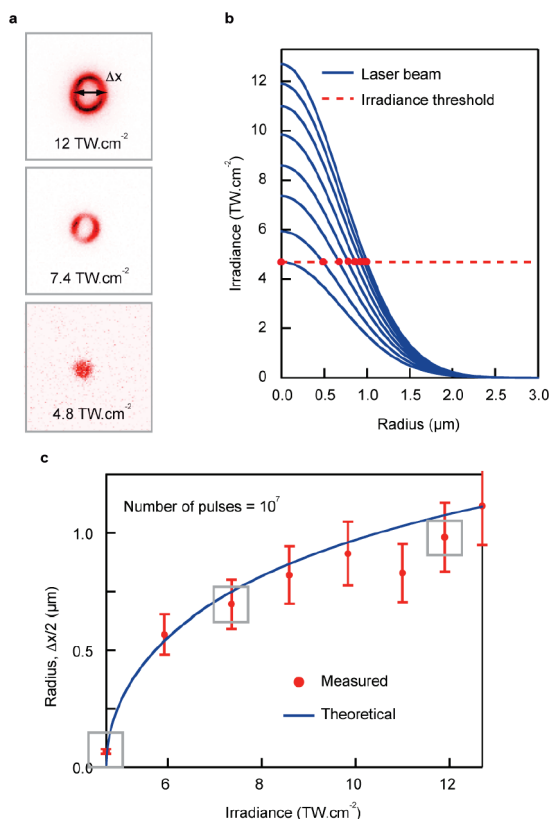 a
Δx
12 TW.cm⁻²
7.4 TW.cm⁻²
4.8 TW.cm⁻²
b
Laser beam
Irradiance threshold
Irradiance (TW.cm⁻²)
12
10
8
6
4
2
0
0.0 0.5 1.0 1.5 2.0 3.0
Radius (µm)
c
Number of pulses = 10⁷
Radius, Δx/2 (µm)
1.0
0.5
0.0
Measured
Theoretical
6 8 10 12
Irradiance (TW.cm⁻²)